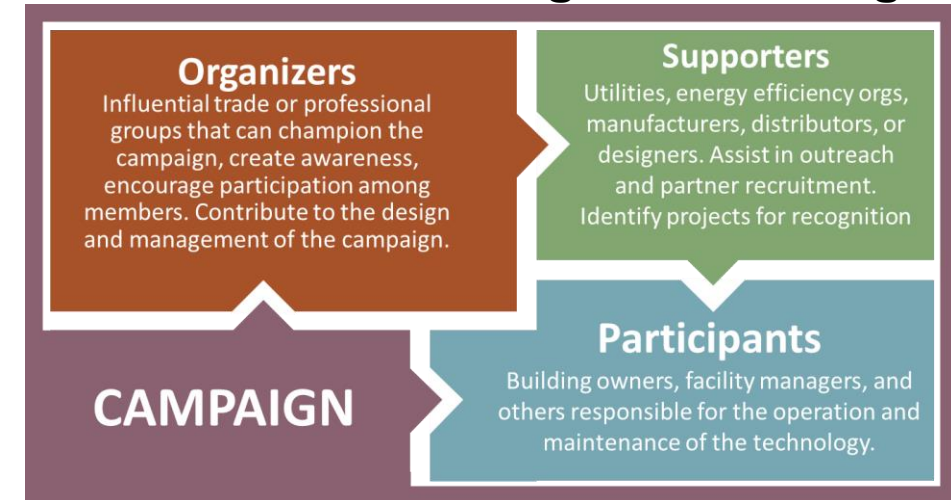 Organizers
Influential trade or professional
groups that can champion the
campaign, create awareness,
encourage participation among
members. Contribute to the design
and management of the campaign.
Supporters
Utilities, energy efficiency orgs,
manufacturers, distributors, or
designers. Assist in outreach
and partner recruitment.
Identify projects for recognition
CAMPAIGN
Participants
Building owners, facility managers, and
others responsible for the operation and
maintenance of the technology.